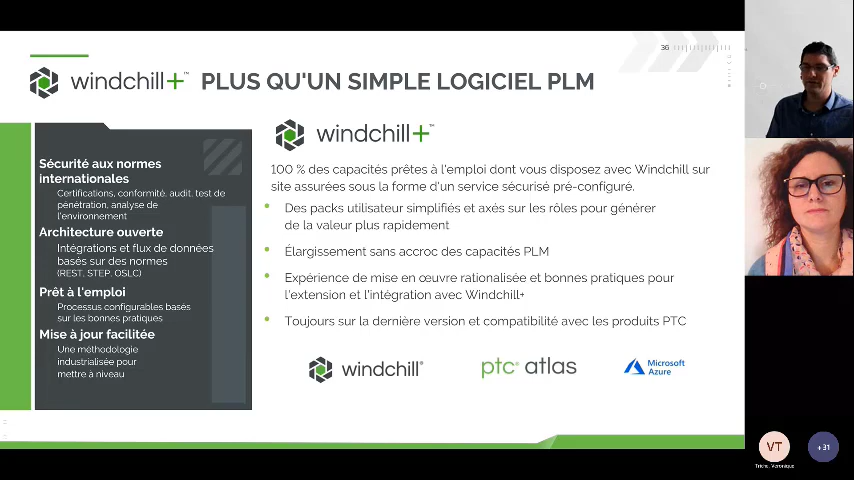 36
windchill+™ PLUS QU'UN SIMPLE LOGICIEL PLM
Sécurité aux normes
internationales
Certifications, conformité, audit, test de
pénétration, analyse de
l'environnement
Architecture ouverte
Intégrations et flux de données
basés sur des normes
(REST, STEP, OSLC)
Prêt à l'emploi
Processus configurables basés
sur les bonnes pratiques
Mise à jour facilitée
Une méthodologie
industrialisée pour
mettre à niveau
windchill+™
100 % des capacités prêtes à l'emploi dont vous disposez avec Windchill sur
site assurées sous la forme d'un service sécurisé pré-configuré.
• Des packs utilisateur simplifiés et axés sur les rôles pour générer
de la valeur plus rapidement
• Élargissement sans accroc des capacités PLM
• Expérience de mise en œuvre rationalisée et bonnes pratiques pour
l'extension et l'intégration avec Windchill+
• Toujours sur la dernière version et compatibilité avec les produits PTC
windchill®
ptc® atlas
Microsoft
Azure
VT
+31
Triche, Veronique